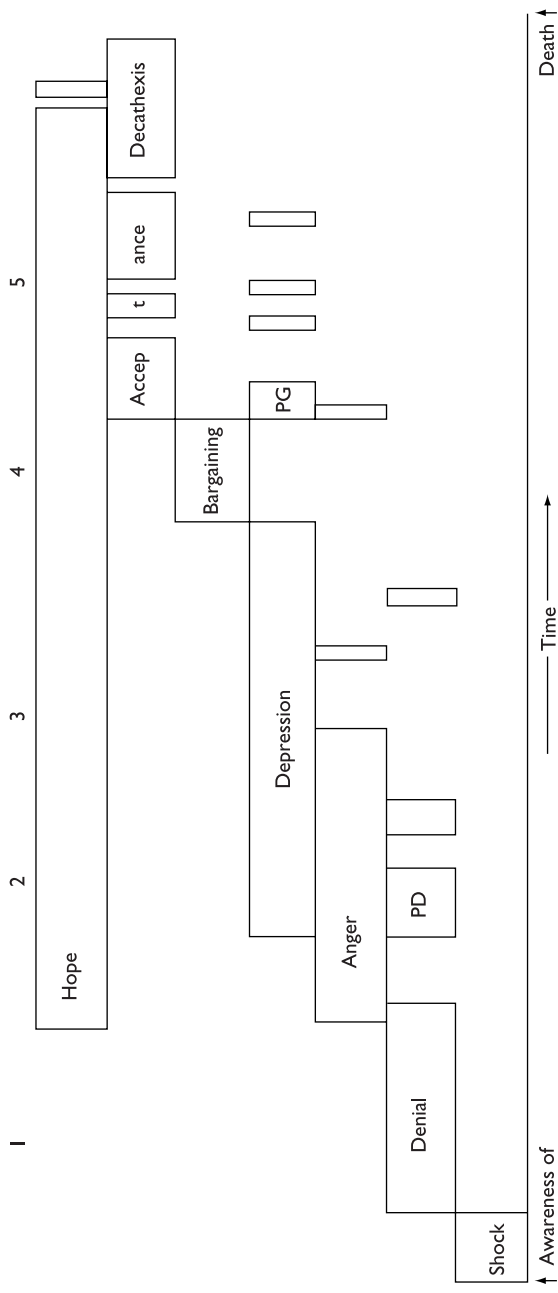 1 2 3 4 5
Hope
Accep t ance Decathexis
Bargaining
Depression PG
Anger
Denial PD
Shock
Awareness of Time Death